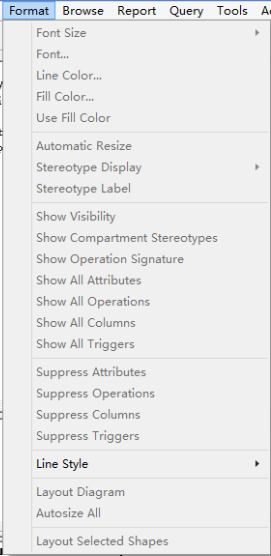 Format Browse Report Query Tools
Font Size
Font...
Line Color...
Fill Color...
Use Fill Color
Automatic Resize
Stereotype Display
Stereotype Label
Show Visibility
Show Compartment Stereotypes
Show Operation Signature
Show All Attributes
Show All Operations
Show All Columns
Show All Triggers
Suppress Attributes
Suppress Operations
Suppress Columns
Suppress Triggers
Line Style
Layout Diagram
Autosize All
Layout Selected Shapes